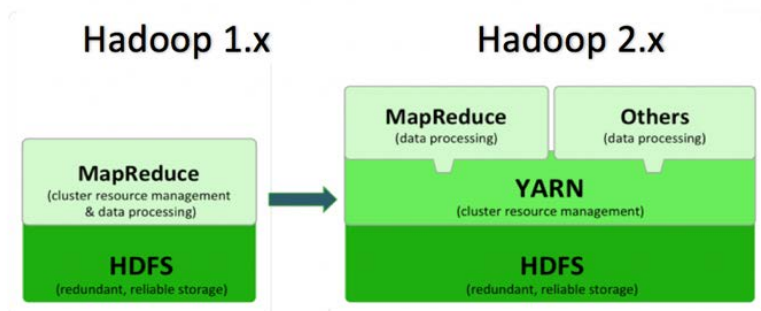 Hadoop 1.x
MapReduce
(cluster resource management
& data processing)
HDFS
(redundant, reliable storage)
Hadoop 2.x
MapReduce
(data processing)
Others
(data processing)
YARN
(cluster resource management)
HDFS
(redundant, reliable storage)